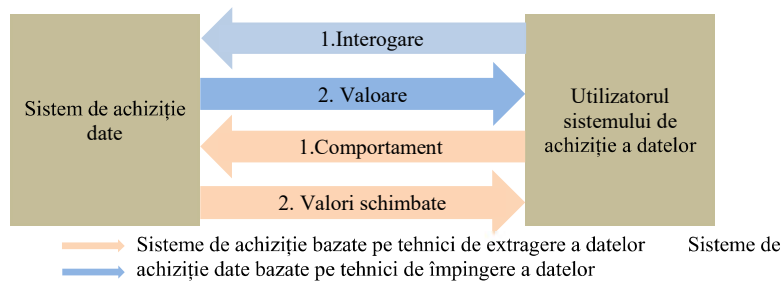 1.Interogare
Sistem de achiziție
date
2. Valoare
1.Comportament
2. Valori schimbate
Utilizatorul
sistemului de
achiziție a datelor
Sisteme de achiziție bazate pe tehnici de extragere a datelor Sisteme de
achiziție date bazate pe tehnici de împingere a datelor